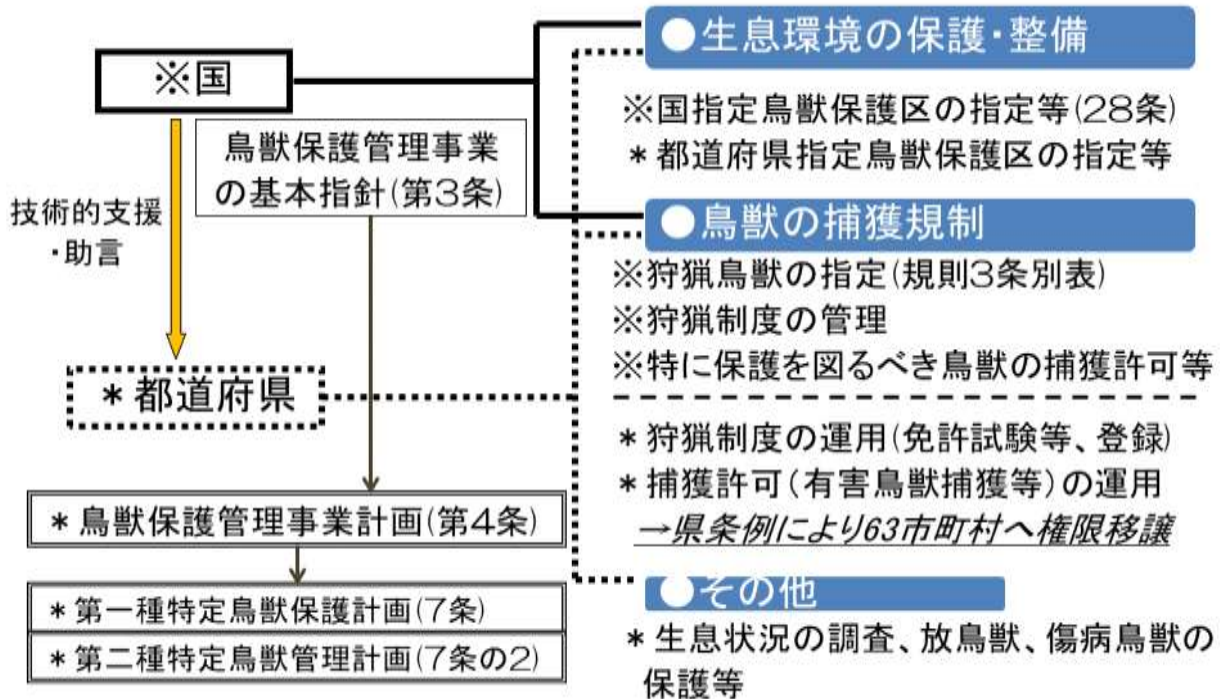 ※国
鳥獣保護管理事業
の基本指針(第3条)
技術的支援
・助言
＊都道府県
＊鳥獣保護管理事業計画(第4条)
＊第一種特定鳥獣保護計画(7条)
＊第二種特定鳥獣管理計画(7条の2)
●生息環境の保護・整備
※国指定鳥獣保護区の指定等(28条)
＊都道府県指定鳥獣保護区の指定等
●鳥獣の捕獲規制
※狩猟鳥獣の指定(規則3条別表)
※狩猟制度の管理
※特に保護を図るべき鳥獣の捕獲許可等
＊狩猟制度の運用(免許試験等、登録)
＊捕獲許可(有害鳥獣捕獲等)の運用
→県条例により63市町村へ権限移譲
●その他
＊生息状況の調査、放鳥獣、傷病鳥獣の
保護等